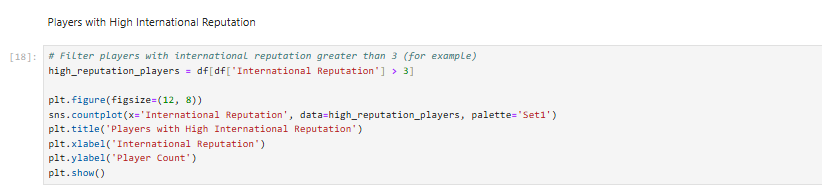 Players with High International Reputation
[18]: # Filter players with international reputation greater than 3 (for example)
high_reputation_players = df[df['International Reputation'] > 3]
plt.figure(figsize=(12, 8))
sns.countplot(x='International Reputation', data=high_reputation_players, palette='Set1')
plt.title('Players with High International Reputation')
plt.xlabel('International Reputation')
plt.ylabel('Player Count')
plt.show()